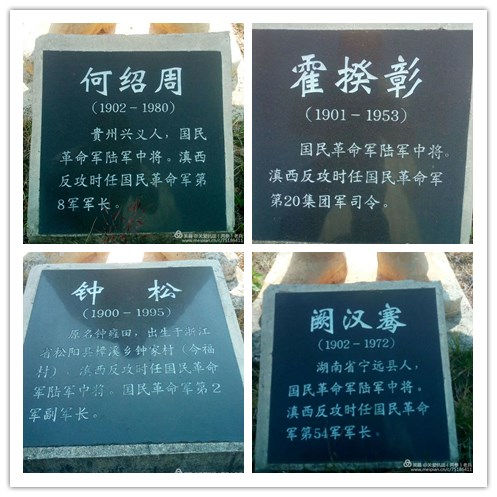 何绍周
(1902-1980)
貴州兴义人，国民
革命军陆军中将。滇西
反攻时任国民革命军第
8军军长。
霍揆彰
(1901-1953)
国民革命军陆军中将。
滇西反攻时任国民革命军
第20集团军司令。
钟 松
(1900-1995)
原名钟雍田，出生于浙江
省松阳县樟溪乡钟家村（今福
村）、滇西反攻时任国民革命
军陆军中将。国民革命军第2
军副军长。
阙汉骞
(1902-1972)
湖南省宁远县人，
国民革命军陆军中将。
滇西反攻时任国民革命
军第54军军长。